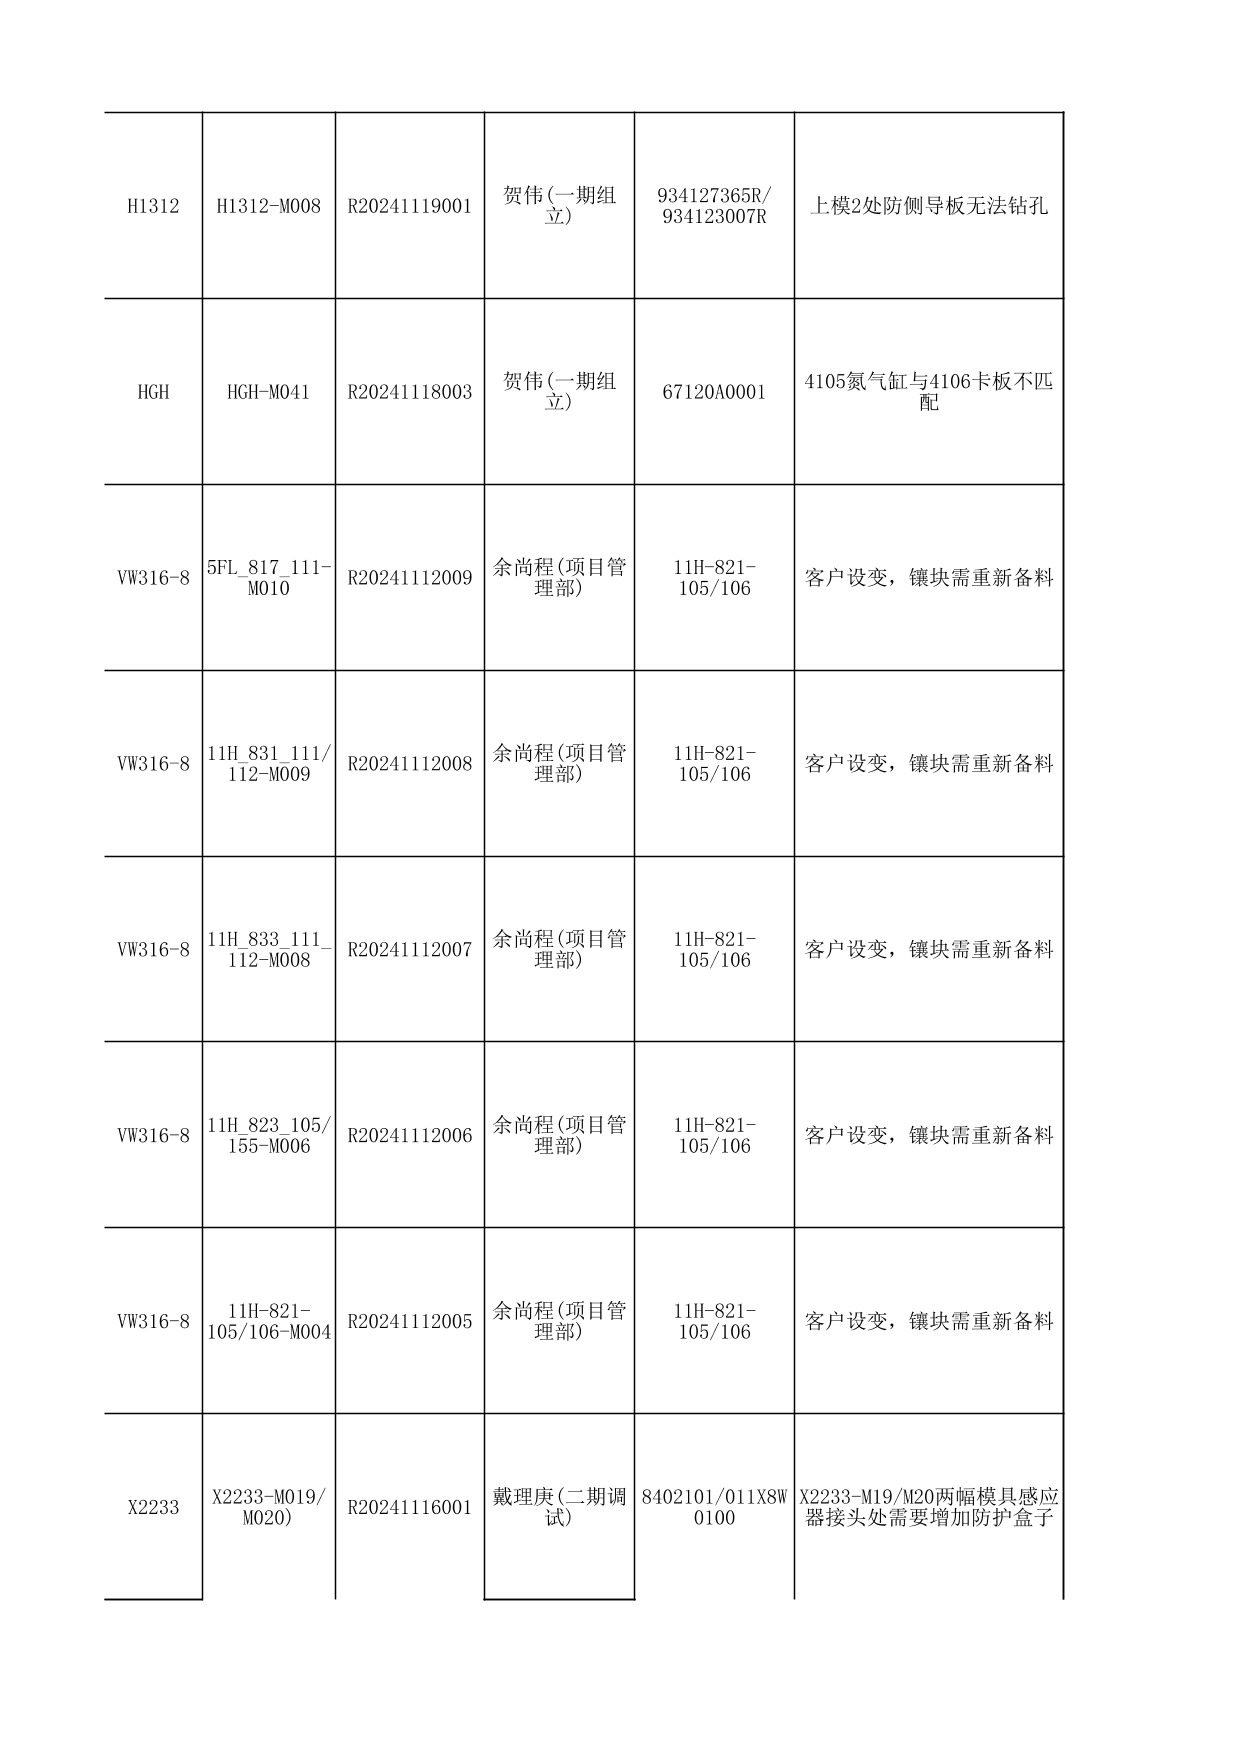 H1312
H1312-M008
R20241119001
贺伟(一期组
立)
934127365R/
934123007R
上模2处防侧导板无法钻孔
HGH
HGH-M041
R20241118003
贺伟(一期组
立)
67120A0001
4105氮气缸与4106卡板不匹
配
VW316-8
5FL_817_111-
M010
R20241112009
余尚程(项目管
理部)
11H-821-
105/106
客户设变，镶块需重新备料
VW316-8
11H_831_111/
112-M009
R20241112008
余尚程(项目管
理部)
11H-821-
105/106
客户设变，镶块需重新备料
VW316-8
11H_833_111_
112-M008
R20241112007
余尚程(项目管
理部)
11H-821-
105/106
客户设变，镶块需重新备料
VW316-8
11H_823_105/
155-M006
R20241112006
余尚程(项目管
理部)
11H-821-
105/106
客户设变，镶块需重新备料
VW316-8
11H-821-
105/106-M004
R20241112005
余尚程(项目管
理部)
11H-821-
105/106
客户设变，镶块需重新备料
X2233
X2233-M019/
M020)
R20241116001
戴理庚(二期调
试)
8402101/011X8W
0100
X2233-M19/M20两幅模具感应
器接头处需要增加防护盒子